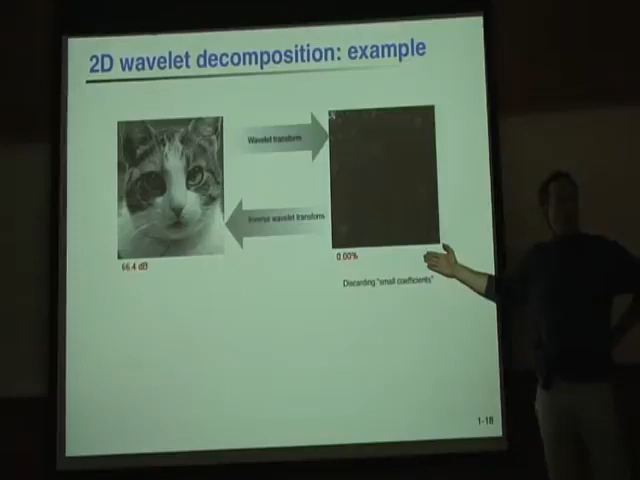 2D wavelet decomposition: example
Wavelet transform
Inverse wavelet transform
66.4 dB
0.00%
Discarding "small coefficients"
1-18